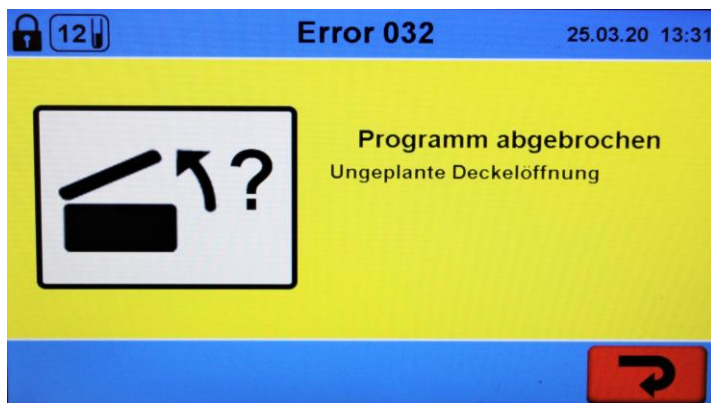 12
Error 032
25.03.20 13:31
?
Programm abgebrochen
Ungeplante Deckelöffnung